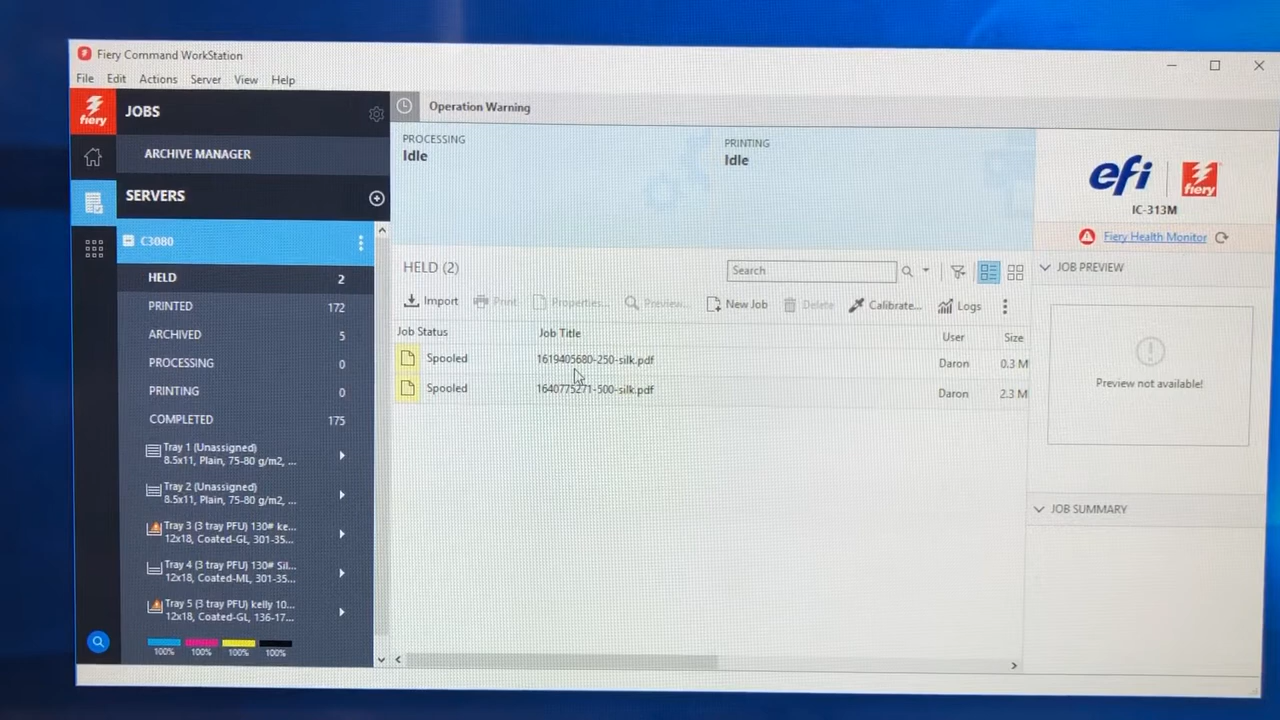 Fiery Command WorkStation
File Edit Actions Server View Help
fiery
JOBS
ARCHIVE MANAGER
SERVERS
C3080
HELD 2
PRINTED 172
ARCHIVED 5
PROCESSING 0
PRINTING 0
COMPLETED 175
Tray 1 (Unassigned)
8.5x11, Plain, 75-80 g/m2, ...
Tray 2 (Unassigned)
8.5x11, Plain, 75-80 g/m2, ...
Tray 3 (3 tray PFU) 130# ke...
12x18, Coated-GL, 301-35...
Tray 4 (3 tray PFU) 130# Sil...
12x18, Coated-ML, 301-35...
Tray 5 (3 tray PFU) kelly 10...
12x18, Coated-GL, 136-17...
100% 100% 100% 100%
Operation Warning
PROCESSING
Idle
PRINTING
Idle
efi fiery
IC-313M
Fiery Health Monitor
HELD (2)
Search
Import Print Properties... Preview... New Job Delete Calibrate... Logs
Job Status Job Title User Size
Spooled 1619405680-250-silk.pdf Daron 0.3 M
Spooled 1640775271-500-silk.pdf Daron 2.3 M
JOB PREVIEW
Preview not available!
JOB SUMMARY